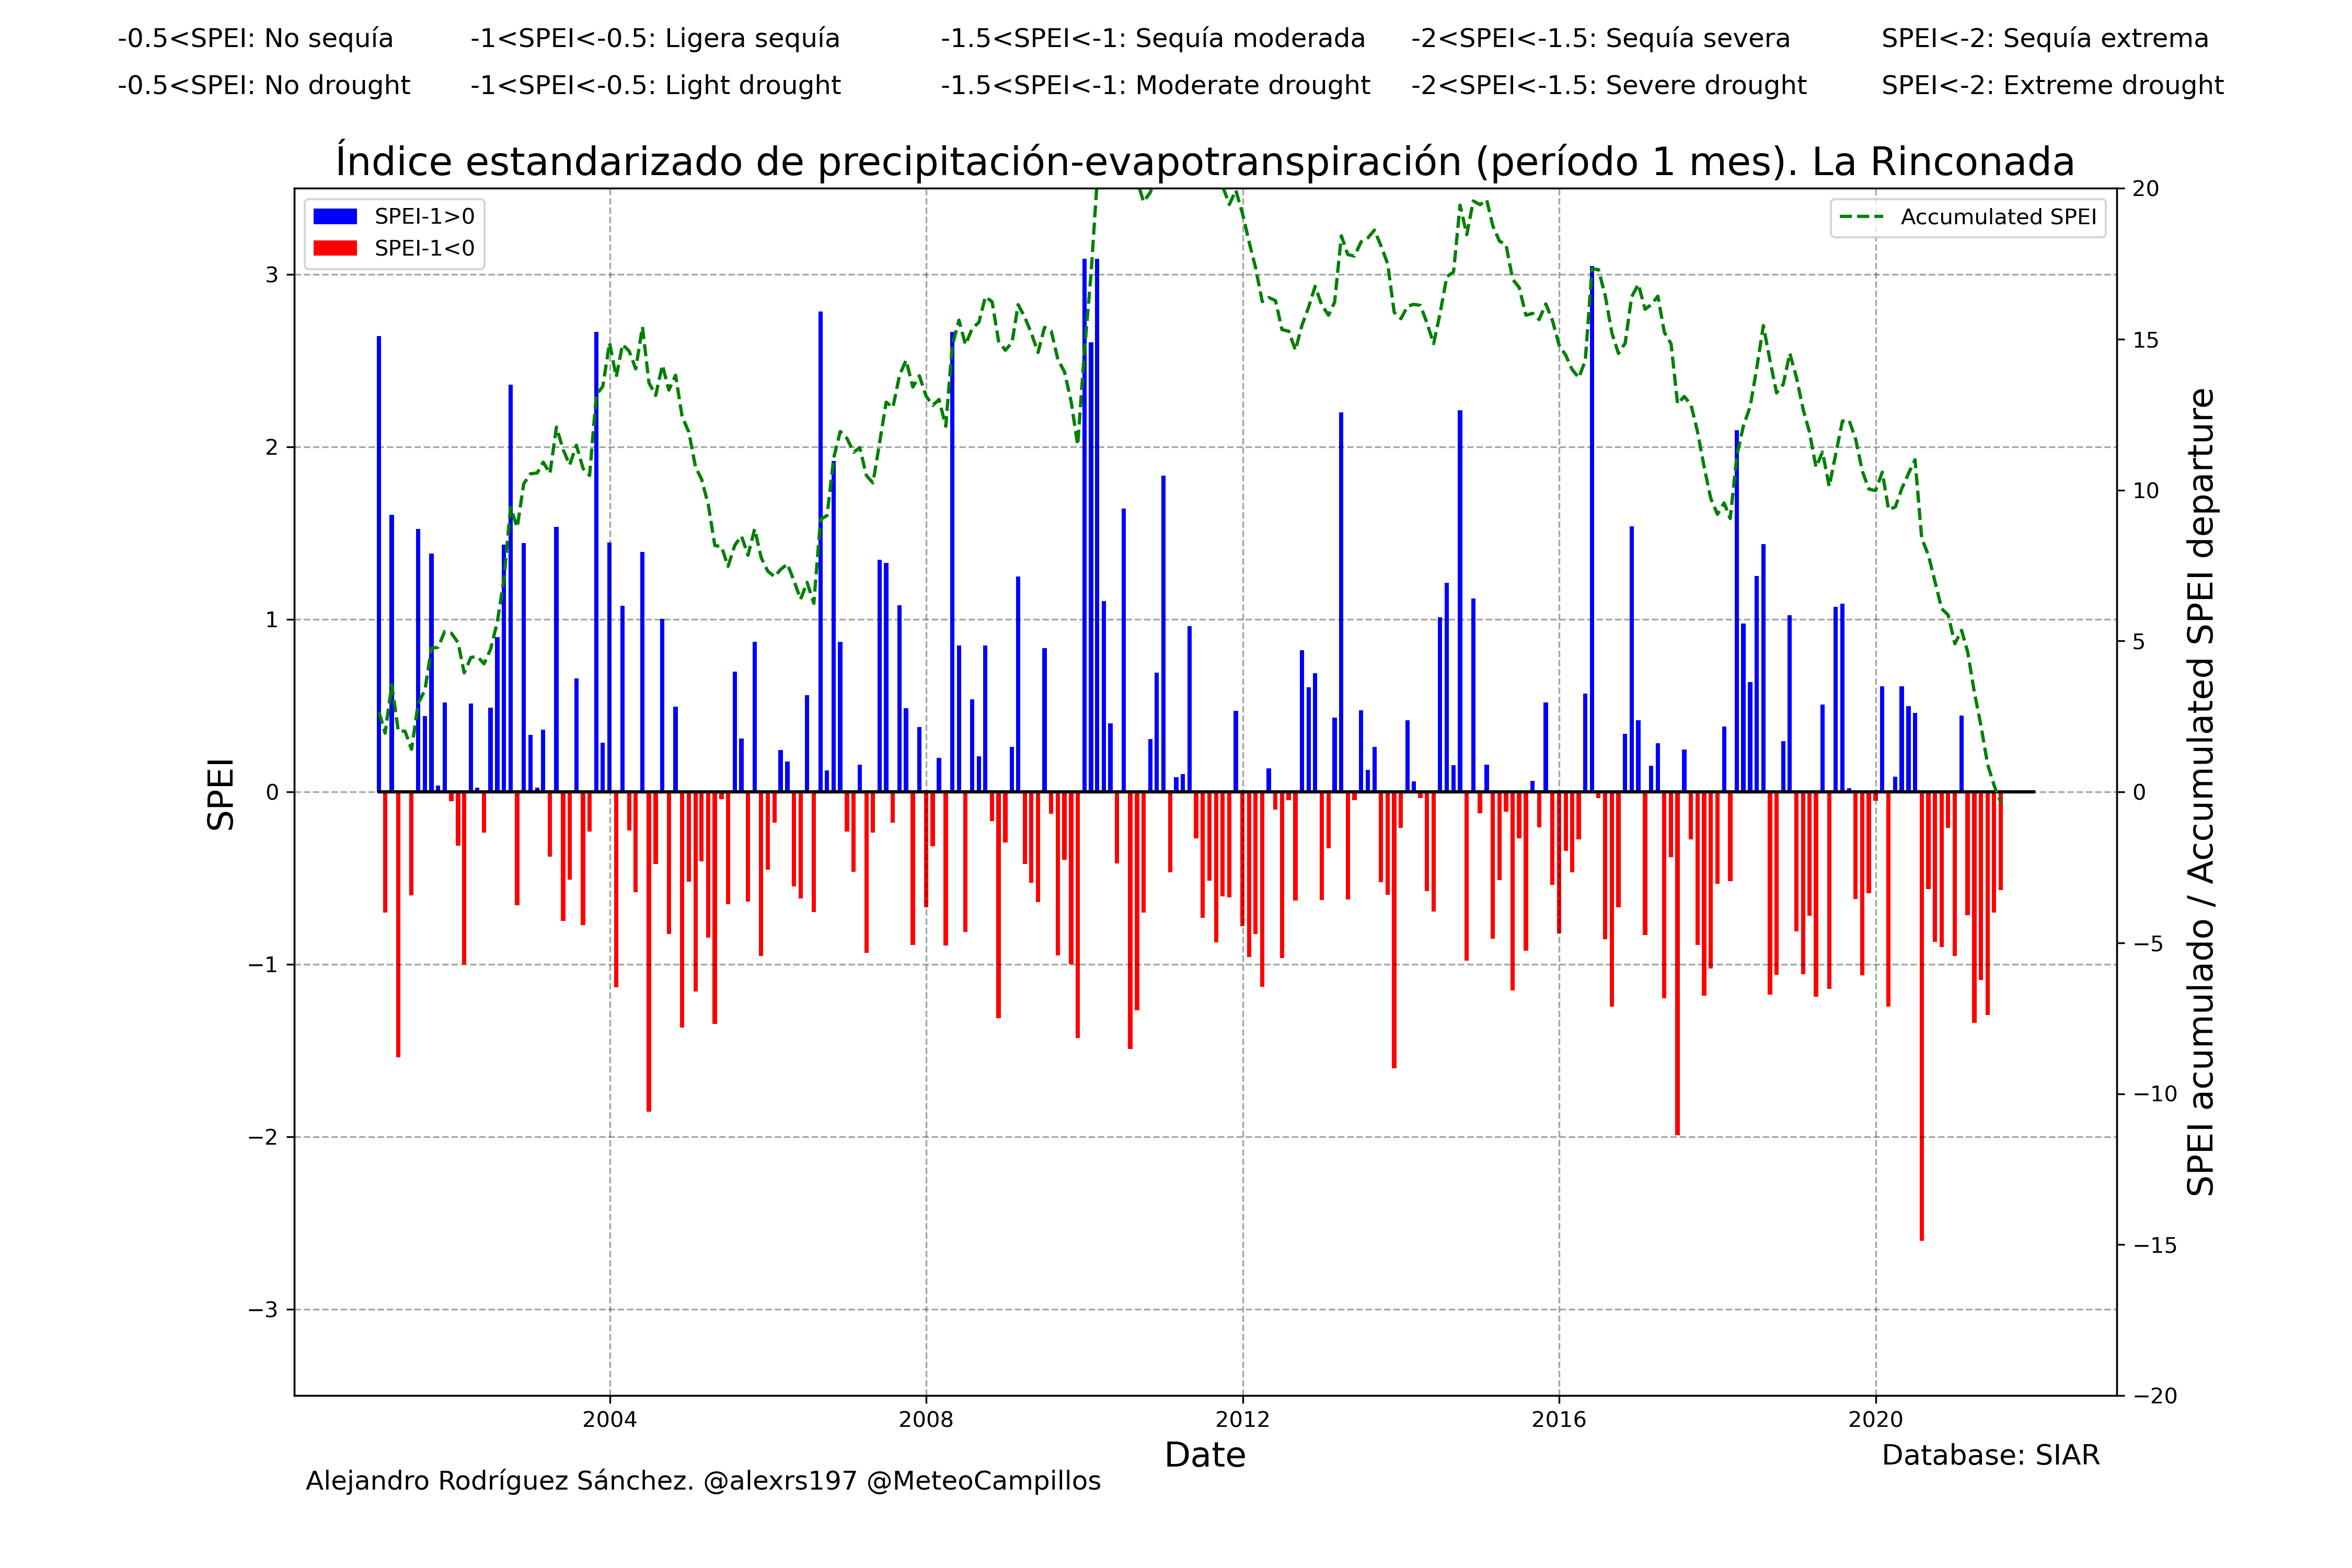 -0.5<SPEI: No sequía -1<SPEI<-0.5: Ligera sequía -1.5<SPEI<-1: Sequía moderada -2<SPEI<-1.5: Sequía severa SPEI<-2: Sequía extrema
-0.5<SPEI: No drought -1<SPEI<-0.5: Light drought -1.5<SPEI<-1: Moderate drought -2<SPEI<-1.5: Severe drought SPEI<-2: Extreme drought
Índice estandarizado de precipitación-evapotranspiración (período 1 mes). La Rinconada
SPEI-1>0
SPEI-1<0
Accumulated SPEI
SPEI
3
2
1
0
−1
−2
−3
20
15
10
5
0
−5
−10
−15
−20
SPEI acumulado / Accumulated SPEI departure
2004 2008 2012 2016 2020
Date
Database: SIAR
Alejandro Rodríguez Sánchez. @alexrs197 @MeteoCampillos